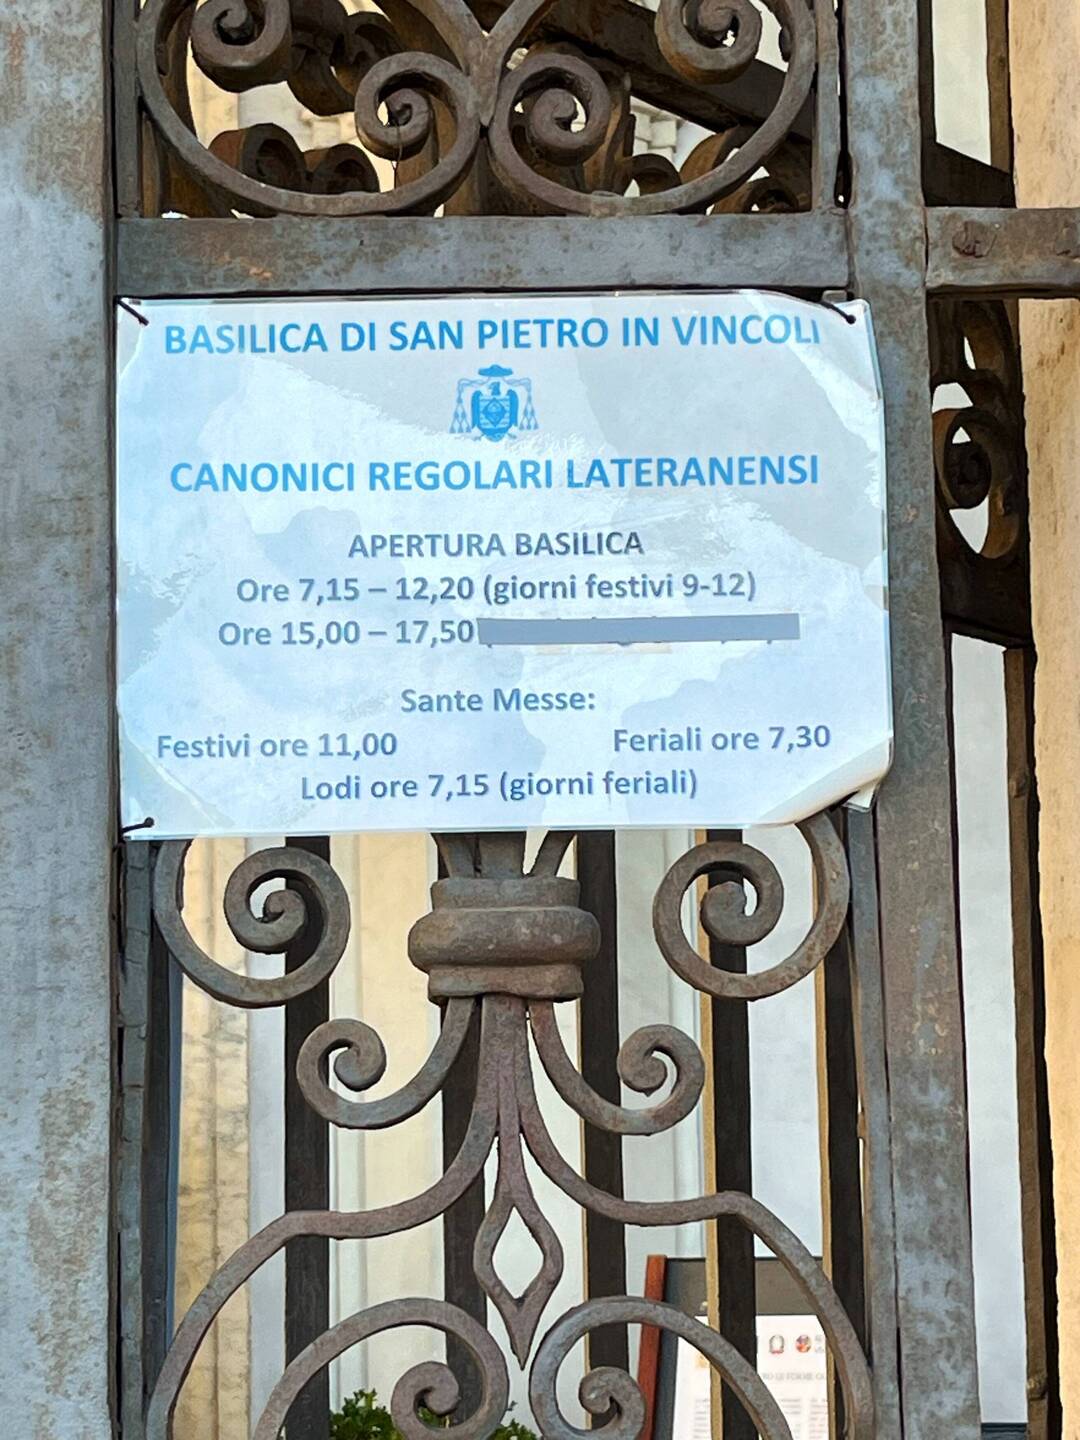 BASILICA DI SAN PIETRO IN VINCOLI
CANONICI REGOLARI LATERANENSI
APERTURA BASILICA
Ore 7,15 – 12,20 (giorni festivi 9-12)
Ore 15,00 – 17,50
Sante Messe:
Festivi ore 11,00 Feriali ore 7,30
Lodi ore 7,15 (giorni feriali)